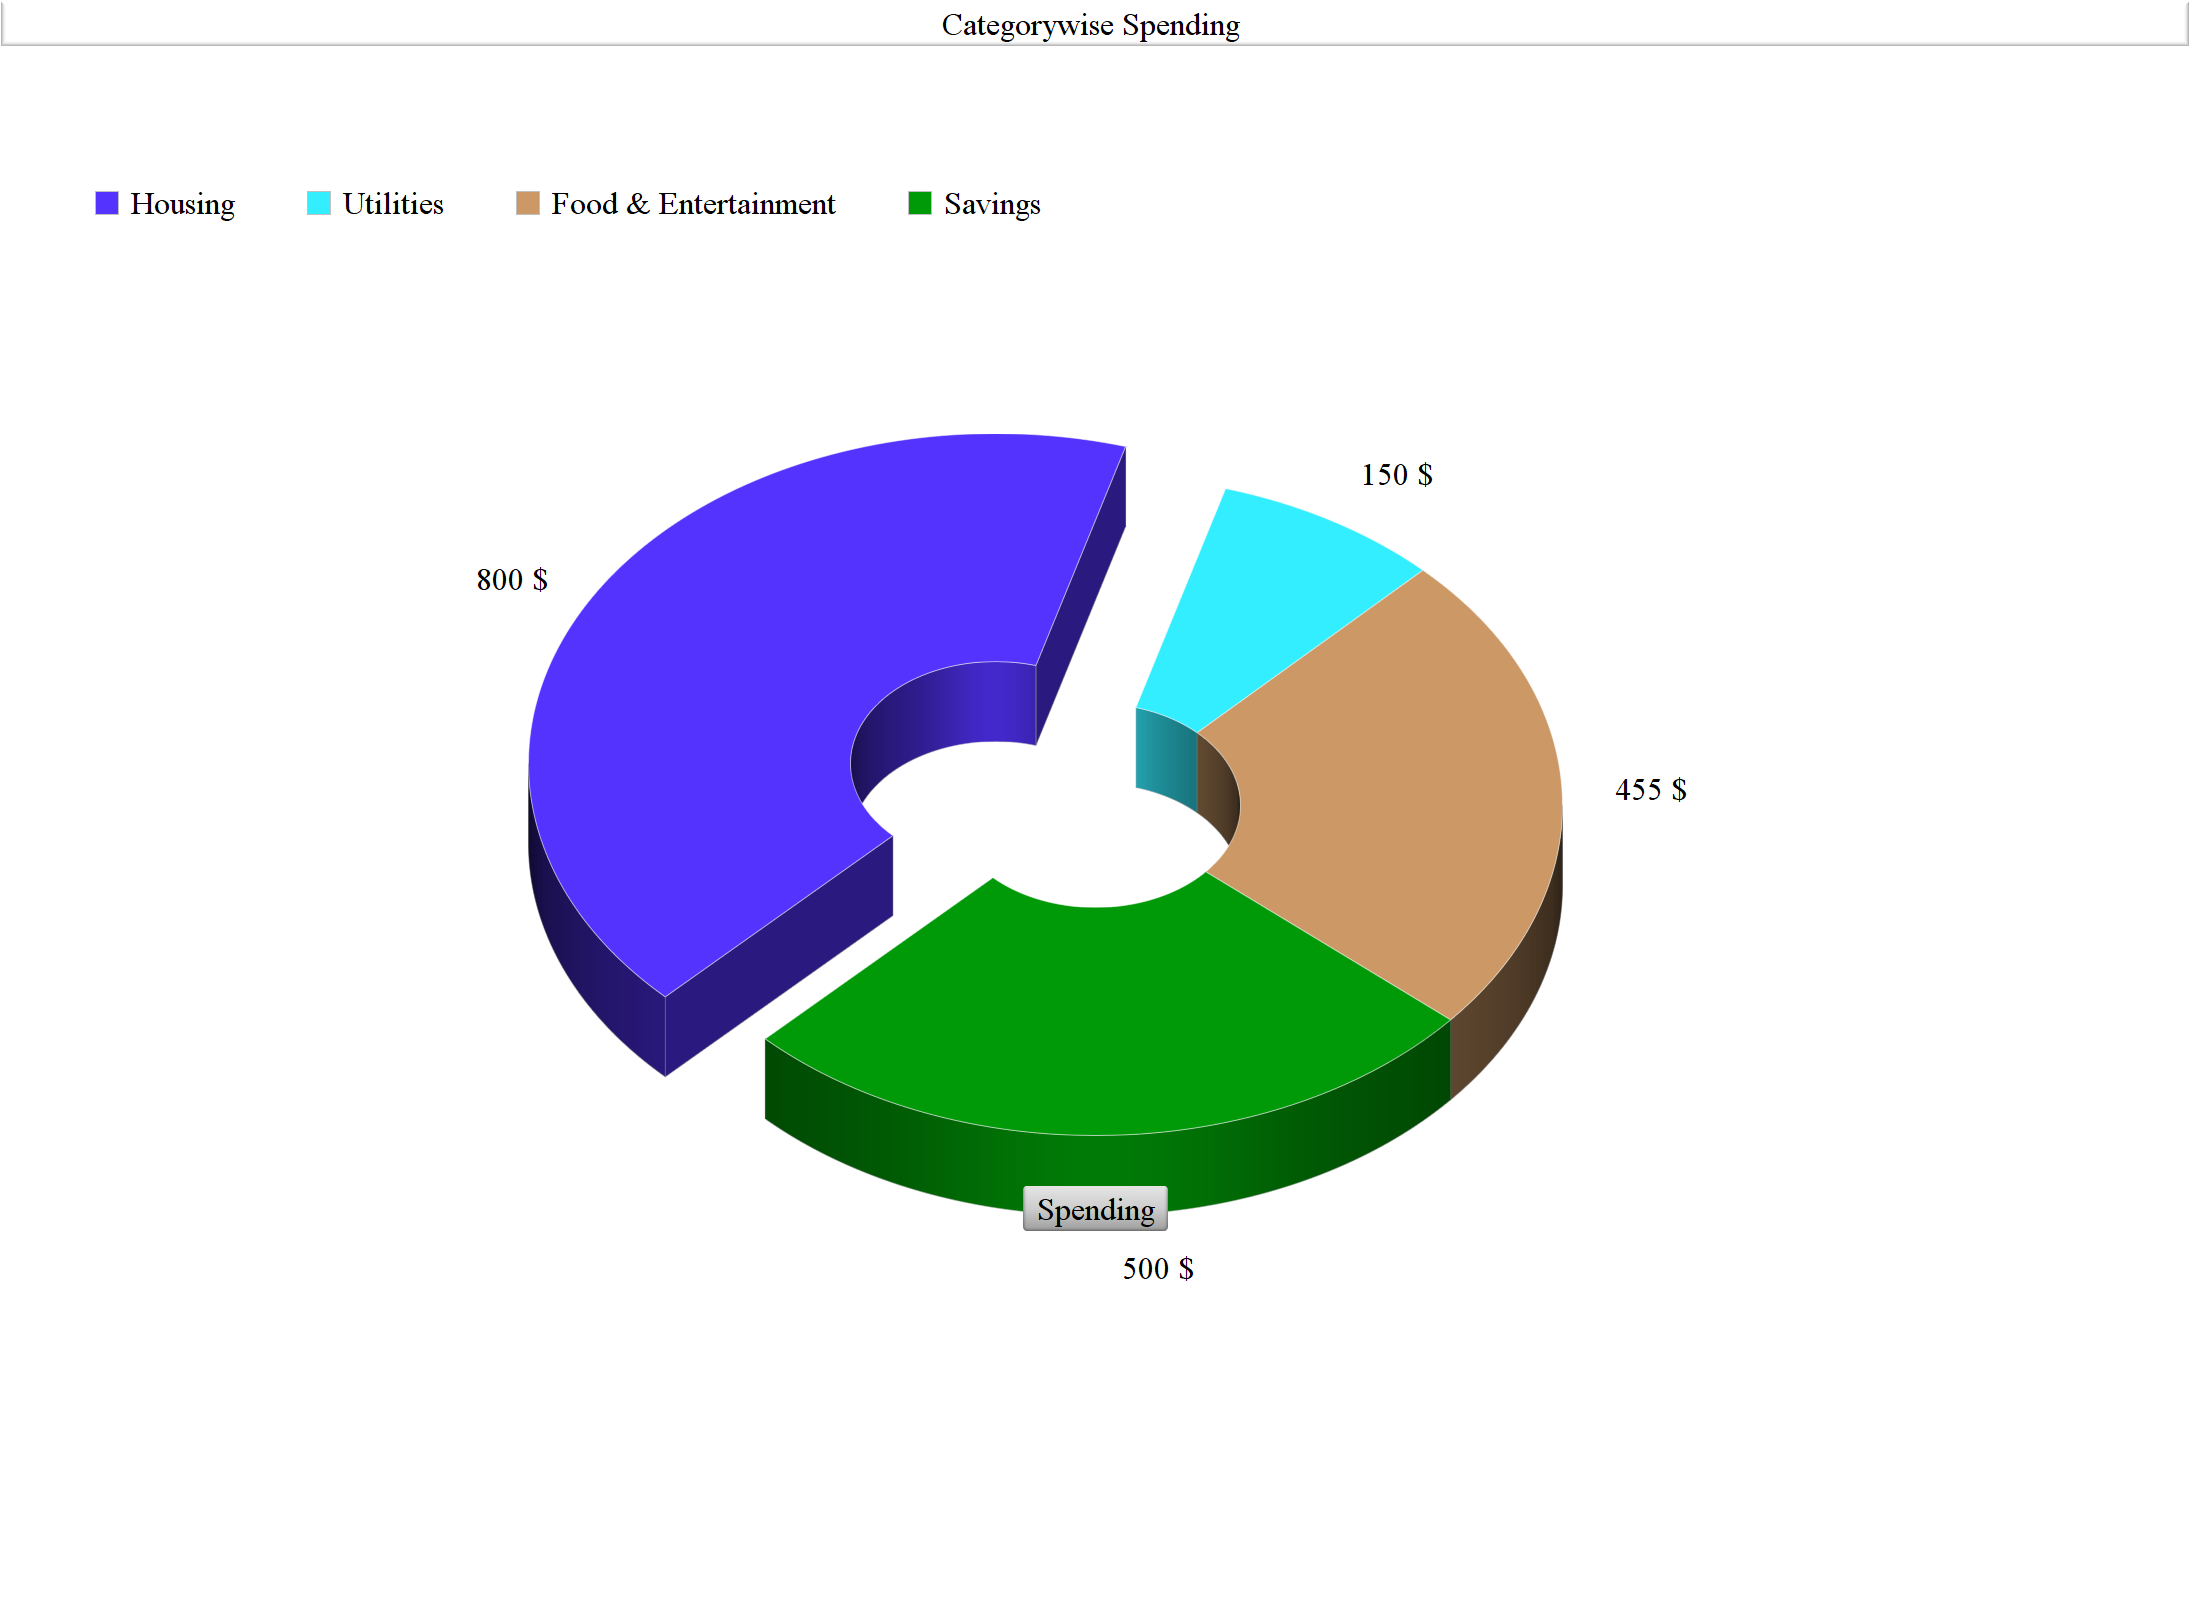 Categorywise Spending
Housing
Utilities
Food & Entertainment
Savings
150 $
800 $
455 $
Spending
500 $